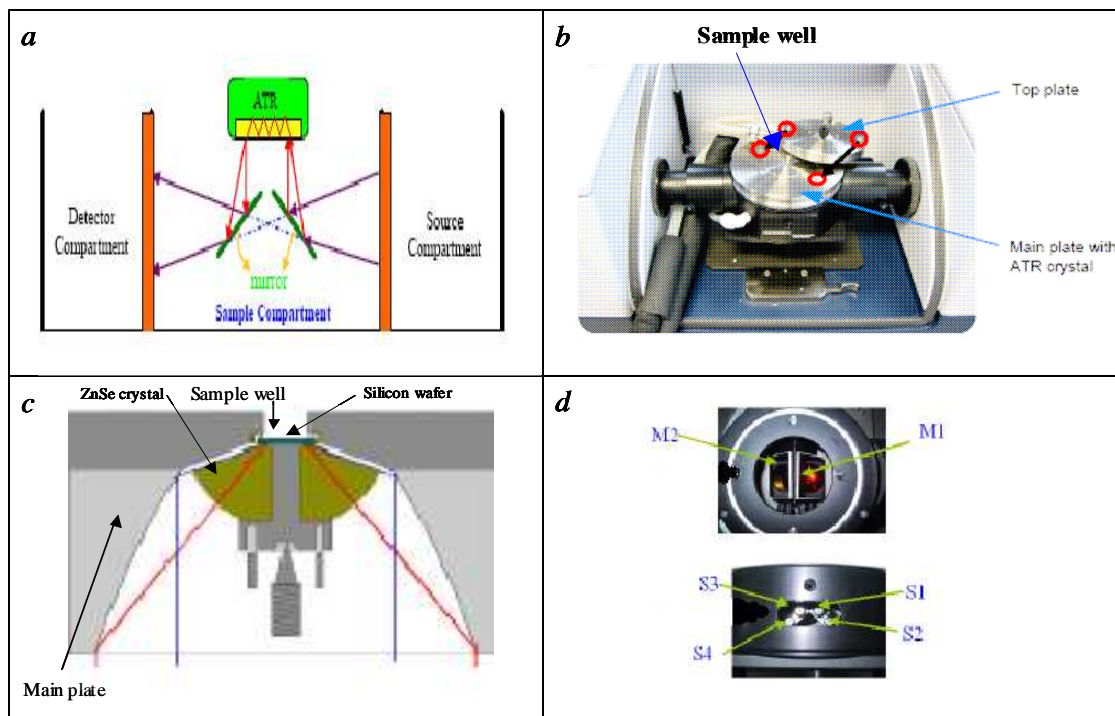 a
ATR
Detector
Compartment
Source
Compartment
mirror
Sample Compartment
b
Sample well
Top plate
Main plate with
ATR crystal
c
ZnSe crystal
Sample well
Silicon wafer
Main plate
d
M2
M1
S3
S1
S4
S2